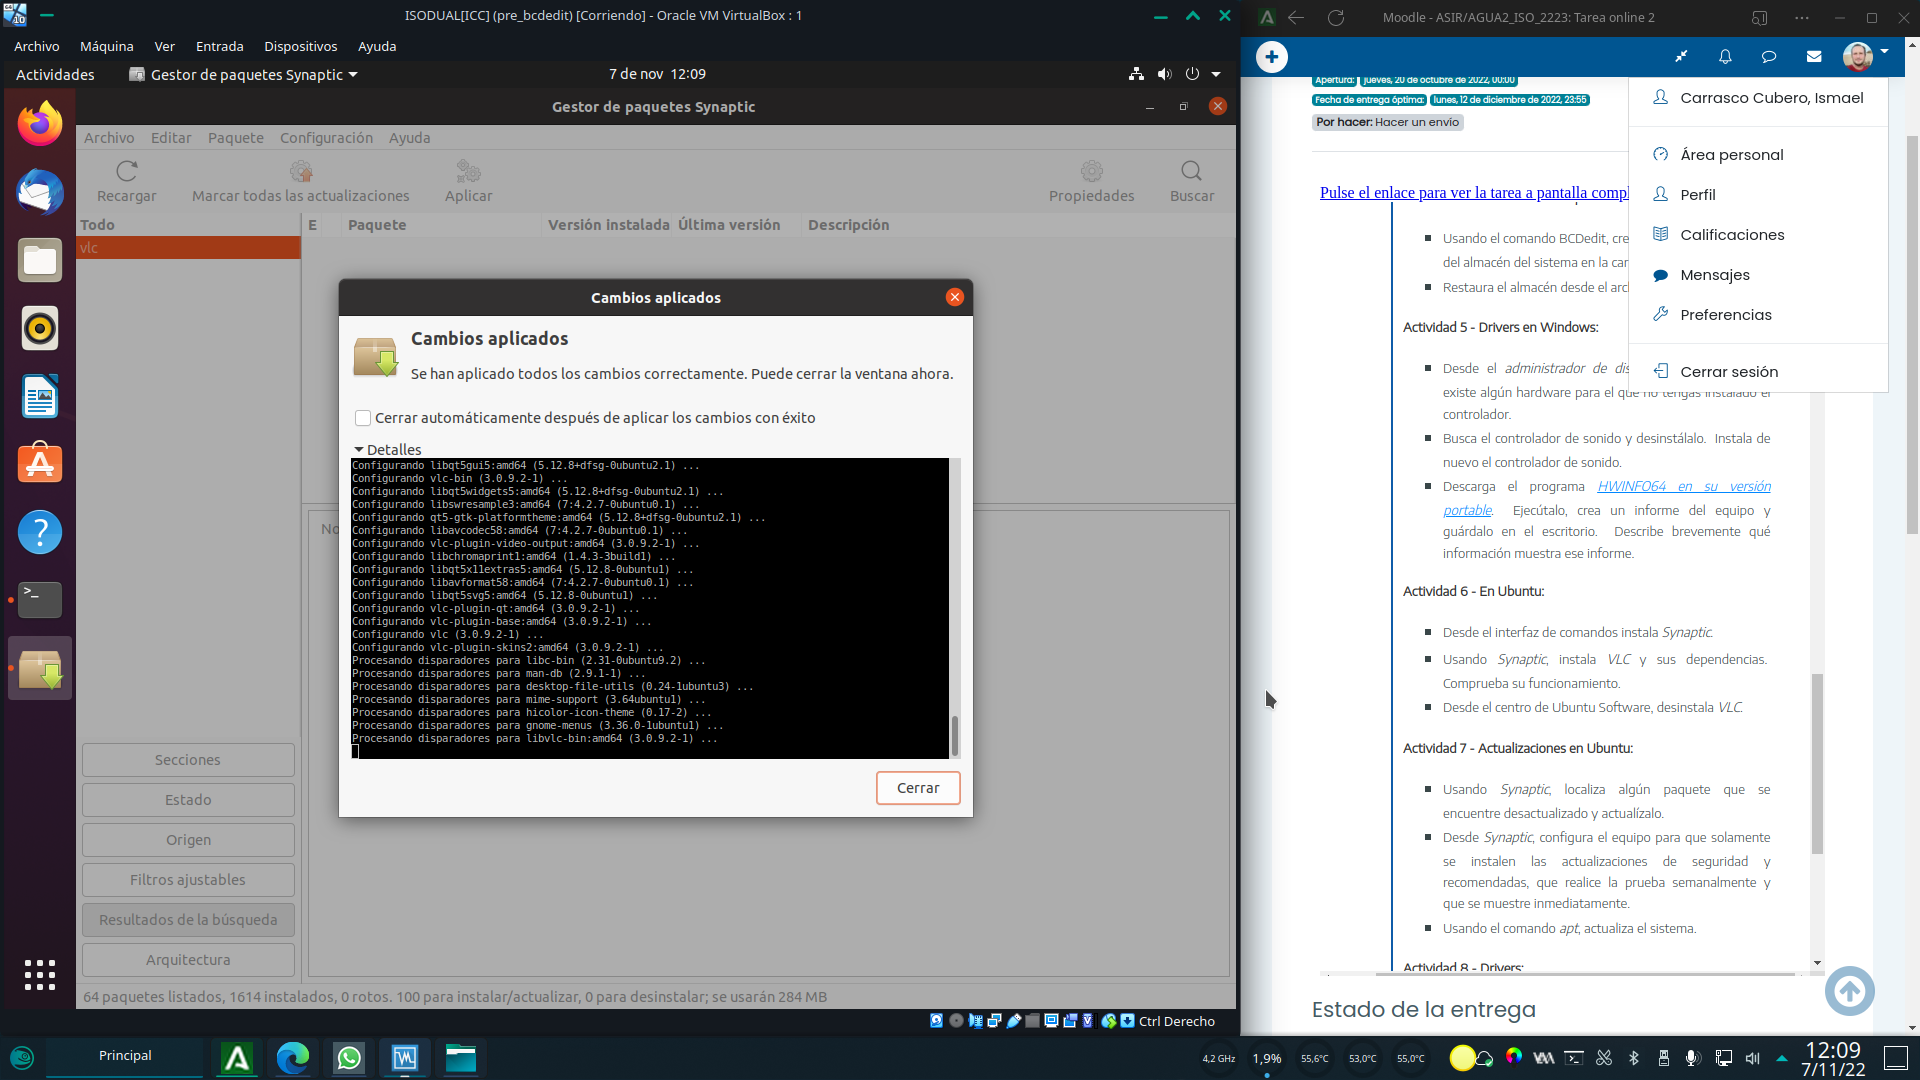 ISODUAL[ICC] (pre_bcdedit) [Corriendo] - Oracle VM VirtualBox : 1
Archivo Máquina Ver Entrada Dispositivos Ayuda
Actividades Gestor de paquetes Synaptic 7 de nov 12:09
Gestor de paquetes Synaptic
Archivo Editar Paquete Configuración Ayuda
Recargar Marcar todas las actualizaciones Aplicar Propiedades Buscar
Todo E Paquete Versión instalada Última versión Descripción
vlc
No
Cambios aplicados
Cambios aplicados
Se han aplicado todos los cambios correctamente. Puede cerrar la ventana ahora.
Cerrar automáticamente después de aplicar los cambios con éxito
Detalles
Configurando libqt5gui5:amd64 (5.12.8+dfsg-0ubuntu2.1) ...
Configurando vlc-bin (3.0.9.2-1) ...
Configurando libqt5widgets5:amd64 (5.12.8+dfsg-0ubuntu2.1) ...
Configurando libswresample3:amd64 (7:4.2.7-0ubuntu0.1) ...
Configurando qt5-gtk-platformtheme:amd64 (5.12.8+dfsg-0ubuntu2.1) ...
Configurando libavcodec58:amd64 (7:4.2.7-0ubuntu0.1) ...
Configurando vlc-plugin-video-output:amd64 (3.0.9.2-1) ...
Configurando libchromaprint1:amd64 (1.4.3-3build1) ...
Configurando libqt5x11extras5:amd64 (5.12.8-0ubuntu1) ...
Configurando libavformat58:amd64 (7:4.2.7-0ubuntu0.1) ...
Configurando libqt5svg5:amd64 (5.12.8-0ubuntu1) ...
Configurando vlc-plugin-qt:amd64 (3.0.9.2-1) ...
Configurando vlc-plugin-base:amd64 (3.0.9.2-1) ...
Configurando vlc (3.0.9.2-1) ...
Configurando vlc-plugin-skins2:amd64 (3.0.9.2-1) ...
Procesando disparadores para libc-bin (2.31-0ubuntu9.2) ...
Procesando disparadores para man-db (2.9.1-1) ...
Procesando disparadores para desktop-file-utils (0.24-1ubuntu3) ...
Procesando disparadores para mime-support (3.64ubuntu1) ...
Procesando disparadores para hicolor-icon-theme (0.17-2) ...
Procesando disparadores para gnome-menus (3.36.0-1ubuntu1) ...
Procesando disparadores para libvlc-bin:amd64 (3.0.9.2-1) ...
Cerrar
Secciones
Estado
Origen
Filtros ajustables
Resultados de la búsqueda
Arquitectura
64 paquetes listados, 1614 instalados, 0 rotos. 100 para instalar/actualizar, 0 para desinstalar; se usarán 284 MB
Ctrl Derecho
Moodle - ASIR/AGUA2_ISO_2223: Tarea online 2
Apertura: jueves, 20 de octubre de 2022, 00:00
Fecha de entrega óptima: lunes, 12 de diciembre de 2022, 23:55
Por hacer: Hacer un envío
Carrasco Cubero, Ismael
Área personal
Perfil
Calificaciones
Mensajes
Preferencias
Cerrar sesión
Pulse el enlace para ver la tarea a pantalla compl
Usando el comando BCDedit, cre
del almacén del sistema en la car
Restaura el almacén desde el arc
Actividad 5 - Drivers en Windows:
Desde el administrador de dis
existe algún hardware para el que no tengas instalado el
controlador.
Busca el controlador de sonido y desinstálalo. Instala de
nuevo el controlador de sonido.
Descarga el programa HWINFO64 en su versión
portable. Ejecútalo, crea un informe del equipo y
guárdalo en el escritorio. Describe brevemente qué
información muestra ese informe.
Actividad 6 - En Ubuntu:
Desde el interfaz de comandos instala Synaptic.
Usando Synaptic, instala VLC y sus dependencias.
Comprueba su funcionamiento.
Desde el centro de Ubuntu Software, desinstala VLC.
Actividad 7 - Actualizaciones en Ubuntu:
Usando Synaptic, localiza algún paquete que se
encuentre desactualizado y actualízalo.
Desde Synaptic, configura el equipo para que solamente
se instalen las actualizaciones de seguridad y
recomendadas, que realice la prueba semanalmente y
que se muestre inmediatamente.
Usando el comando apt, actualiza el sistema.
Actividad 8 - Drivers:
Estado de la entrega
Principal
4,2 GHz 1,9% 55,6°C 53,0°C 55,0°C
12:09
7/11/22